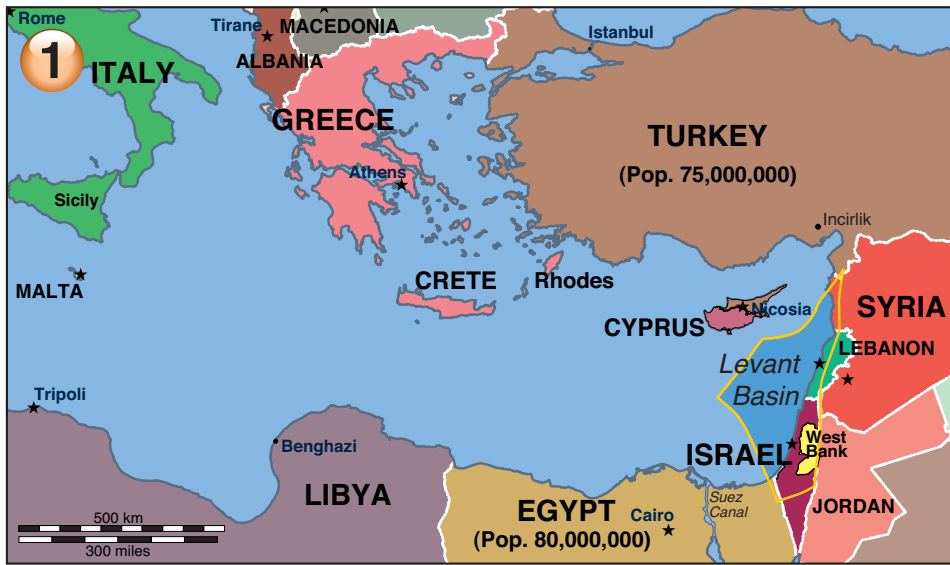 Rome
1
ITALY
Tirane
MACEDONIA
ALBANIA
Istanbul
GREECE
TURKEY
(Pop. 75,000,000)
Athens
Sicily
Incirlik
MALTA
CRETE
Rhodes
Nicosia
CYPRUS
SYRIA
LEBANON
Levant
Basin
Tripoli
Benghazi
ISRAEL
West
Bank
LIBYA
EGYPT
(Pop. 80,000,000)
Cairo
Suez
Canal
JORDAN
500 km
300 miles